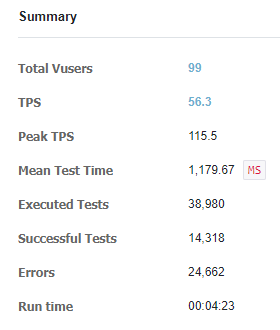 Summary
Total Vusers 99
TPS 56.3
Peak TPS 115.5
Mean Test Time 1,179.67 MS
Executed Tests 38,980
Successful Tests 14,318
Errors 24,662
Run time 00:04:23